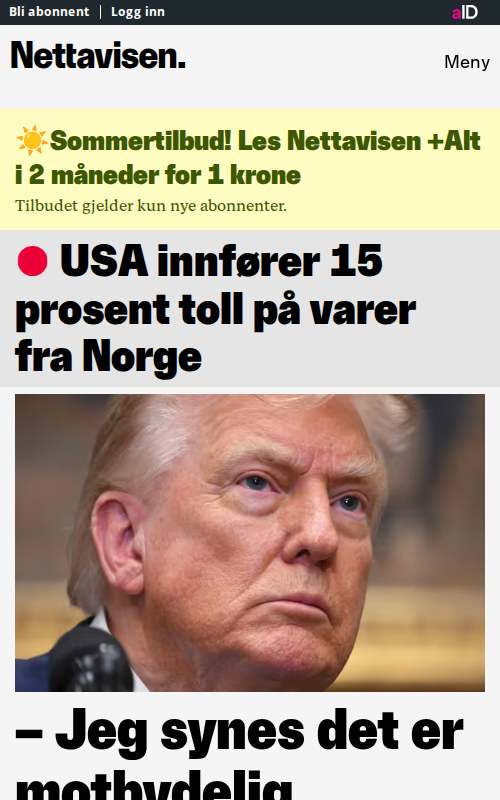 Bli abonnent
Logg inn
aID
Nettavisen.
Meny
Sommertilbud! Les Nettavisen +Alt
i 2 måneder for 1 krone
Tilbudet gjelder kun nye abonnenter.
USA innfører 15
prosent toll på varer
fra Norge
– Jeg synes det er
motbydelig